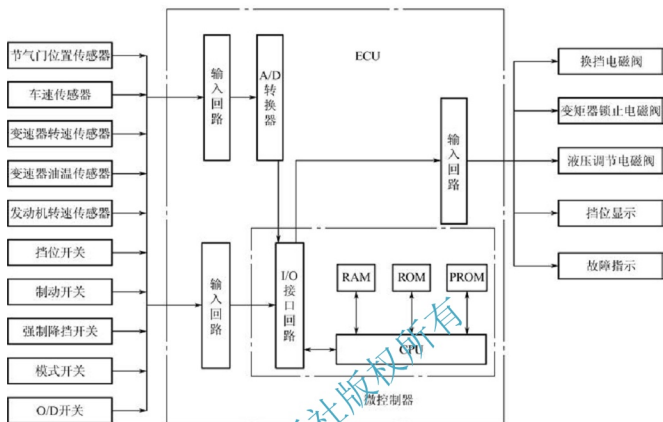 节气门位置传感器
车速传感器
变速器转速传感器
变速器油温传感器
发动机转速传感器
挡位开关
制动开关
强制降挡开关
模式开关
O/D开关
ECU
输入回路
A/D转换器
输入回路
输入回路
I/O接口回路
RAM
ROM
PROM
CPU
微控制器
换挡电磁阀
变矩器锁止电磁阀
液压调节电磁阀
挡位显示
故障指示
社版权所有